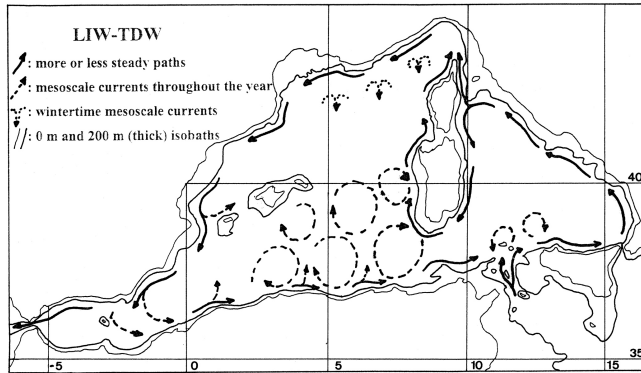 LIW-TDW
: more or less steady paths
: mesoscale currents throughout the year
: wintertime mesoscale currents
: 0 m and 200 m (thick) isobaths
40
35
-5
0
5
10
15